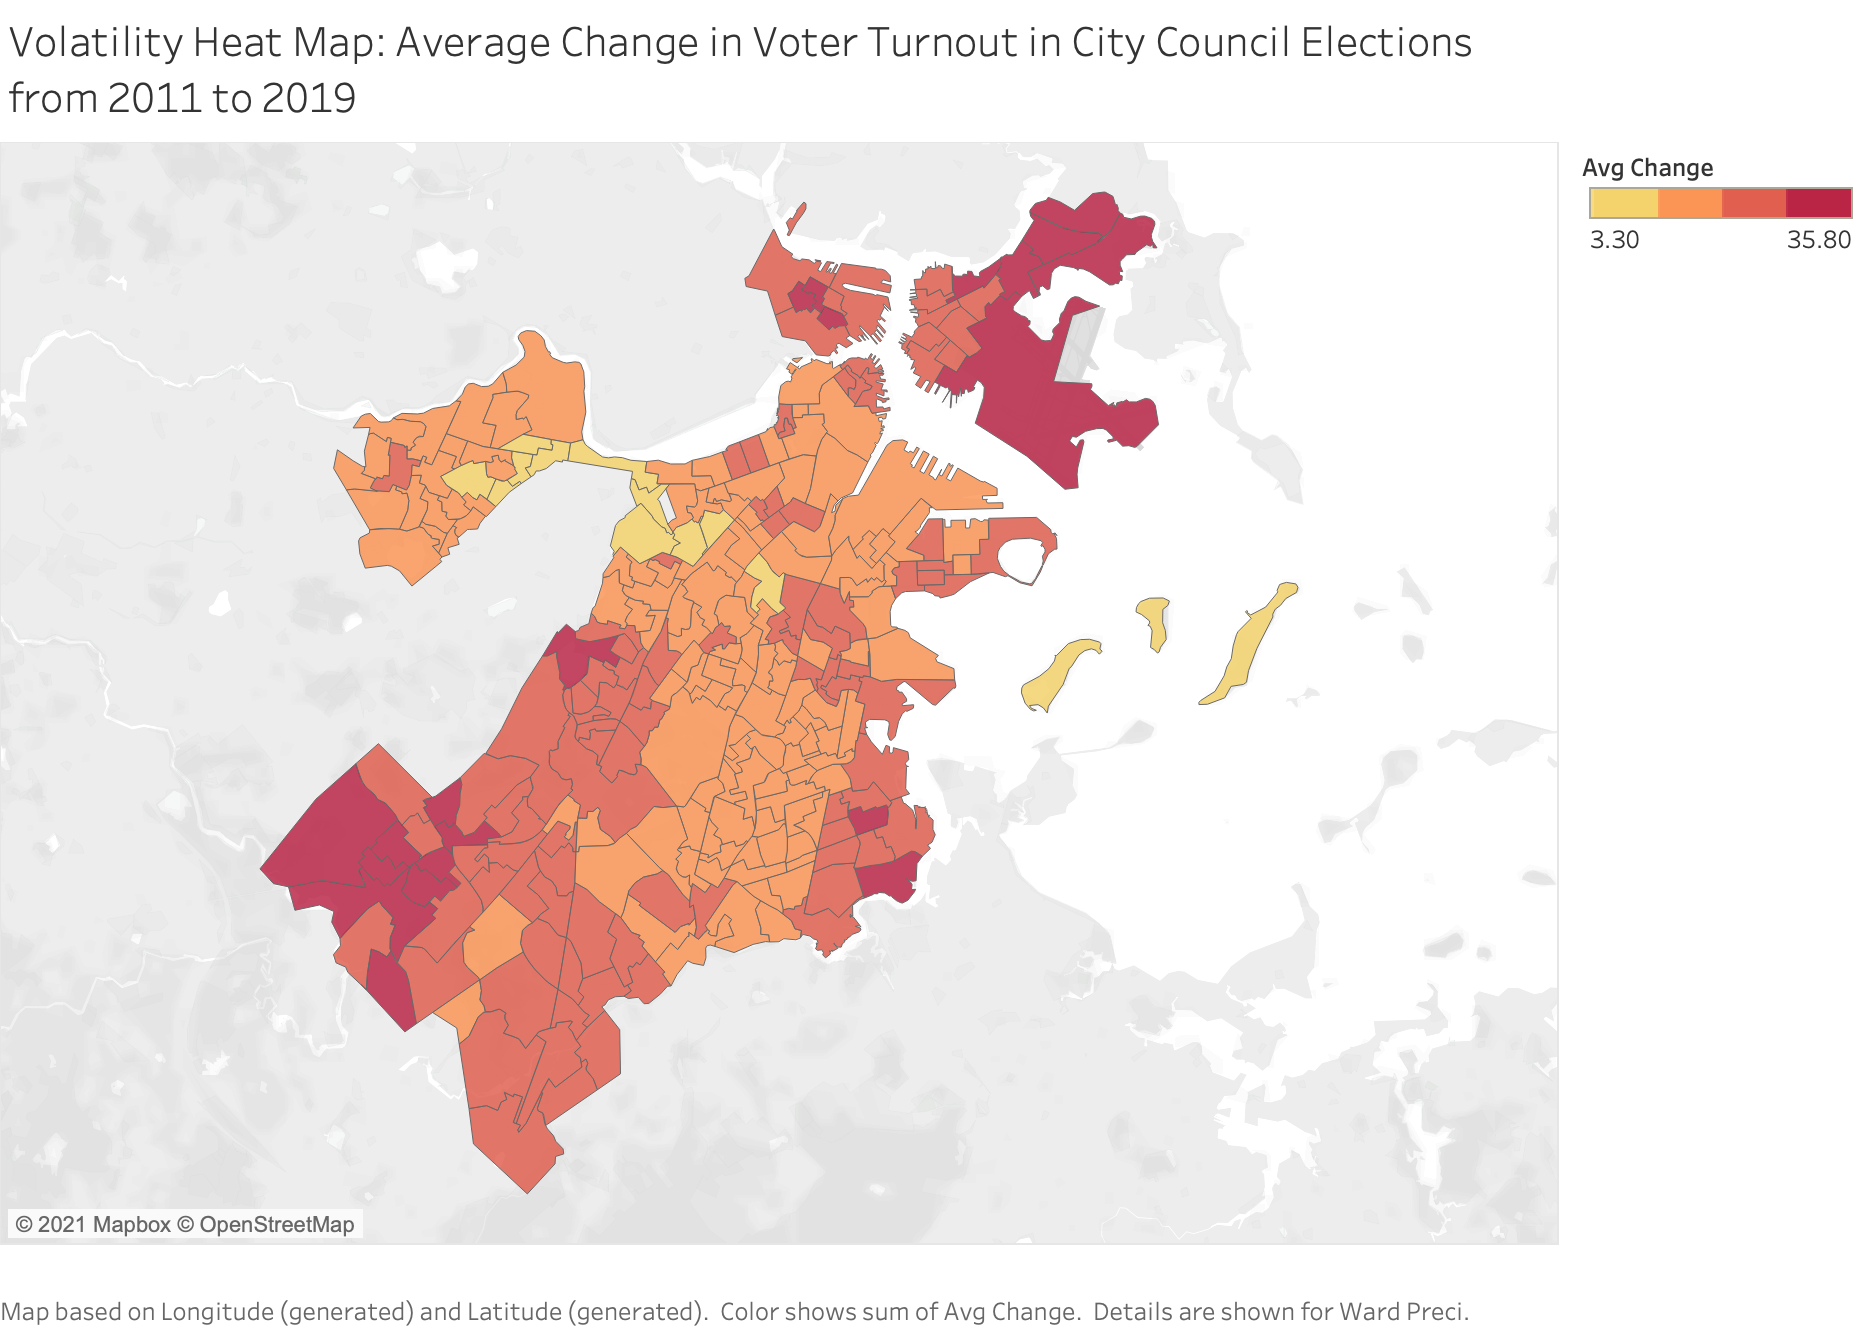 Volatility Heat Map: Average Change in Voter Turnout in City Council Elections
from 2011 to 2019
Avg Change
3.30 35.80
© 2021 Mapbox © OpenStreetMap
Map based on Longitude (generated) and Latitude (generated). Color shows sum of Avg Change. Details are shown for Ward Preci.